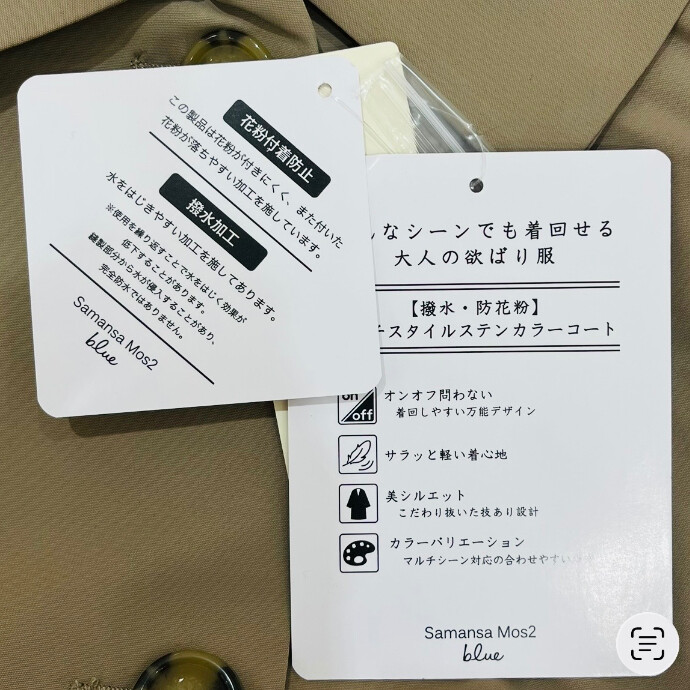 花粉付着防止
この製品は花粉が付きにくく、また付いた
花粉が落ちやすい加工を施しています。
撥水加工
水をはじきやすい加工を施してあります。
※使用を繰り返すことで水をはじく効果が
低下することがあります。
縫製部分から水が侵入することがあり、
完全防水ではありません。
Samansa Mos2
blue
なシーンでも着回せる
大人の欲ばり服
【撥水・防花粉】
スタイルステンカラーコート
on
off
オンオフ問わない
着回しやすい万能デザイン
サラッと軽い着心地
美シルエット
こだわり抜いた技あり設計
カラーバリエーション
マルチシーン対応の合わせやすい
Samansa Mos2
blue